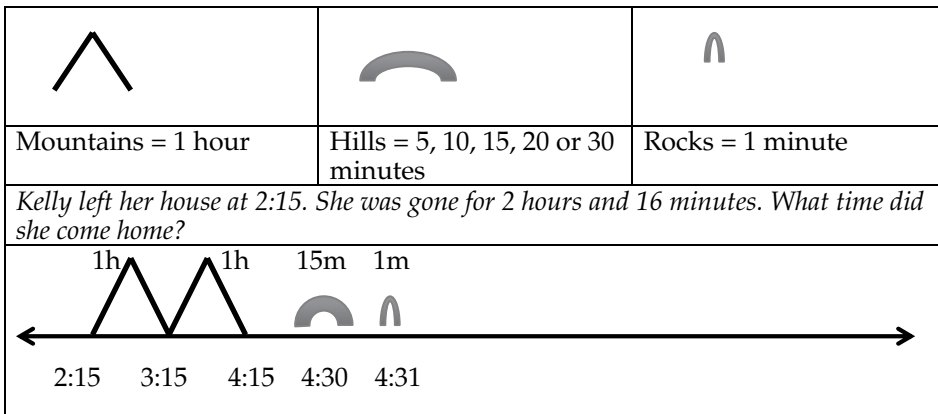 Mountains = 1 hour
Hills = 5, 10, 15, 20 or 30
minutes
Rocks = 1 minute
Kelly left her house at 2:15. She was gone for 2 hours and 16 minutes. What time did
she come home?
1h 1h 15m 1m
2:15 3:15 4:15 4:30 4:31